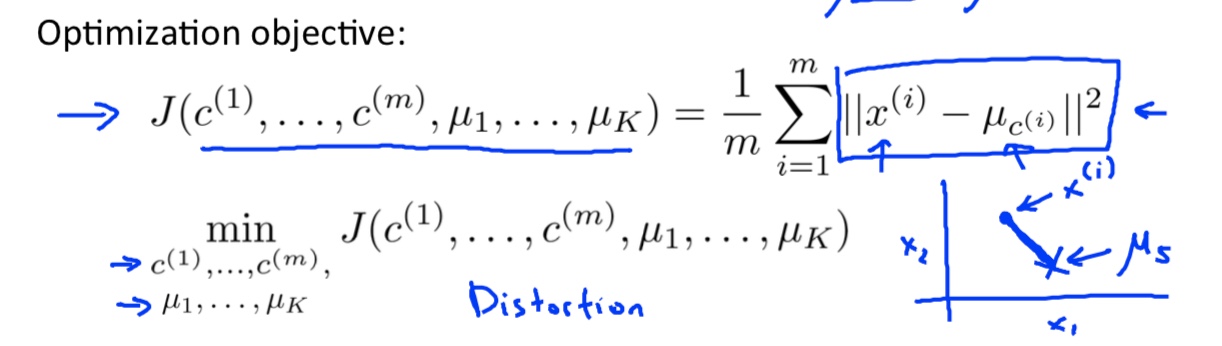 Optimization objective:
→ J(c^(1), ..., c^(m), μ_1, ..., μ_K) = 1/m ∑_{i=1}^{m} ||x^(i) − μ_{c^(i)}||^2 ←
x^(i)
min_{c^(1),...,c^(m), μ_1,...,μ_K} J(c^(1), ..., c^(m), μ_1, ..., μ_K)
x_2
μ_5
Distortion
x_1